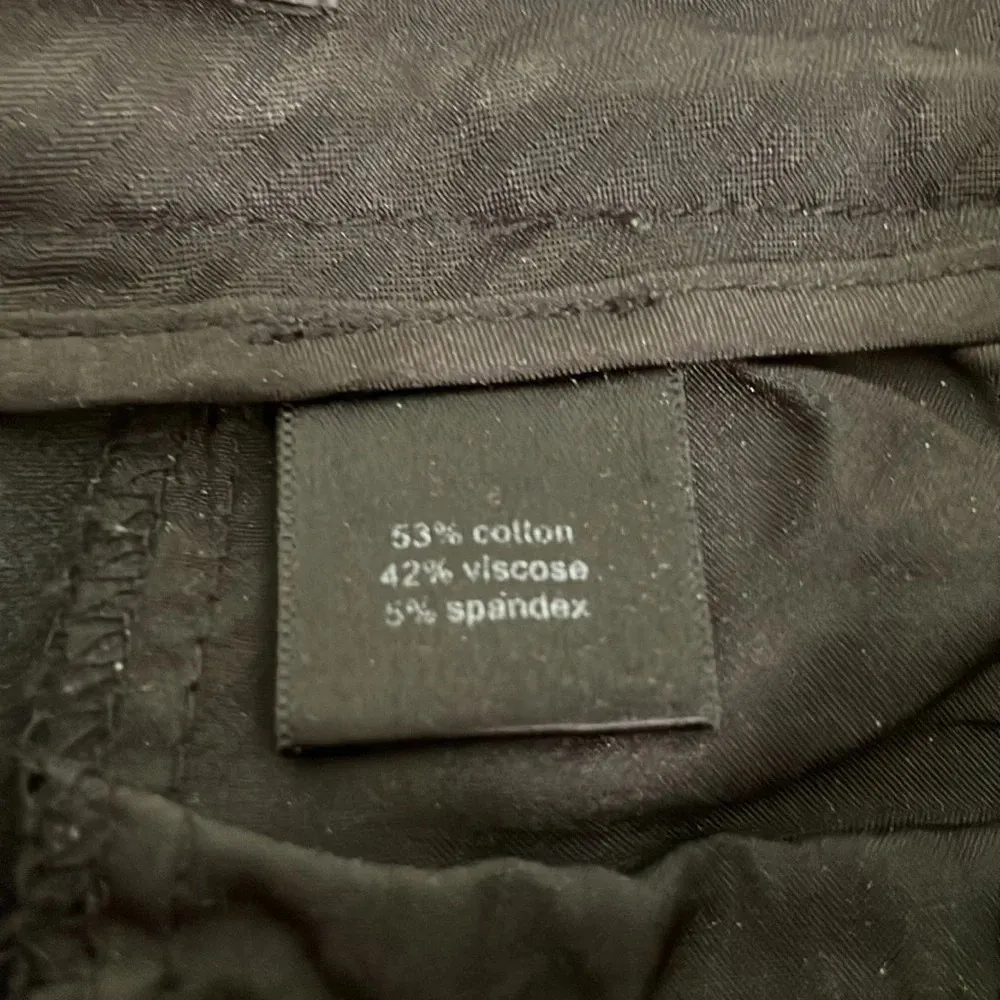 53% cotton
42% viscose
5% spandex